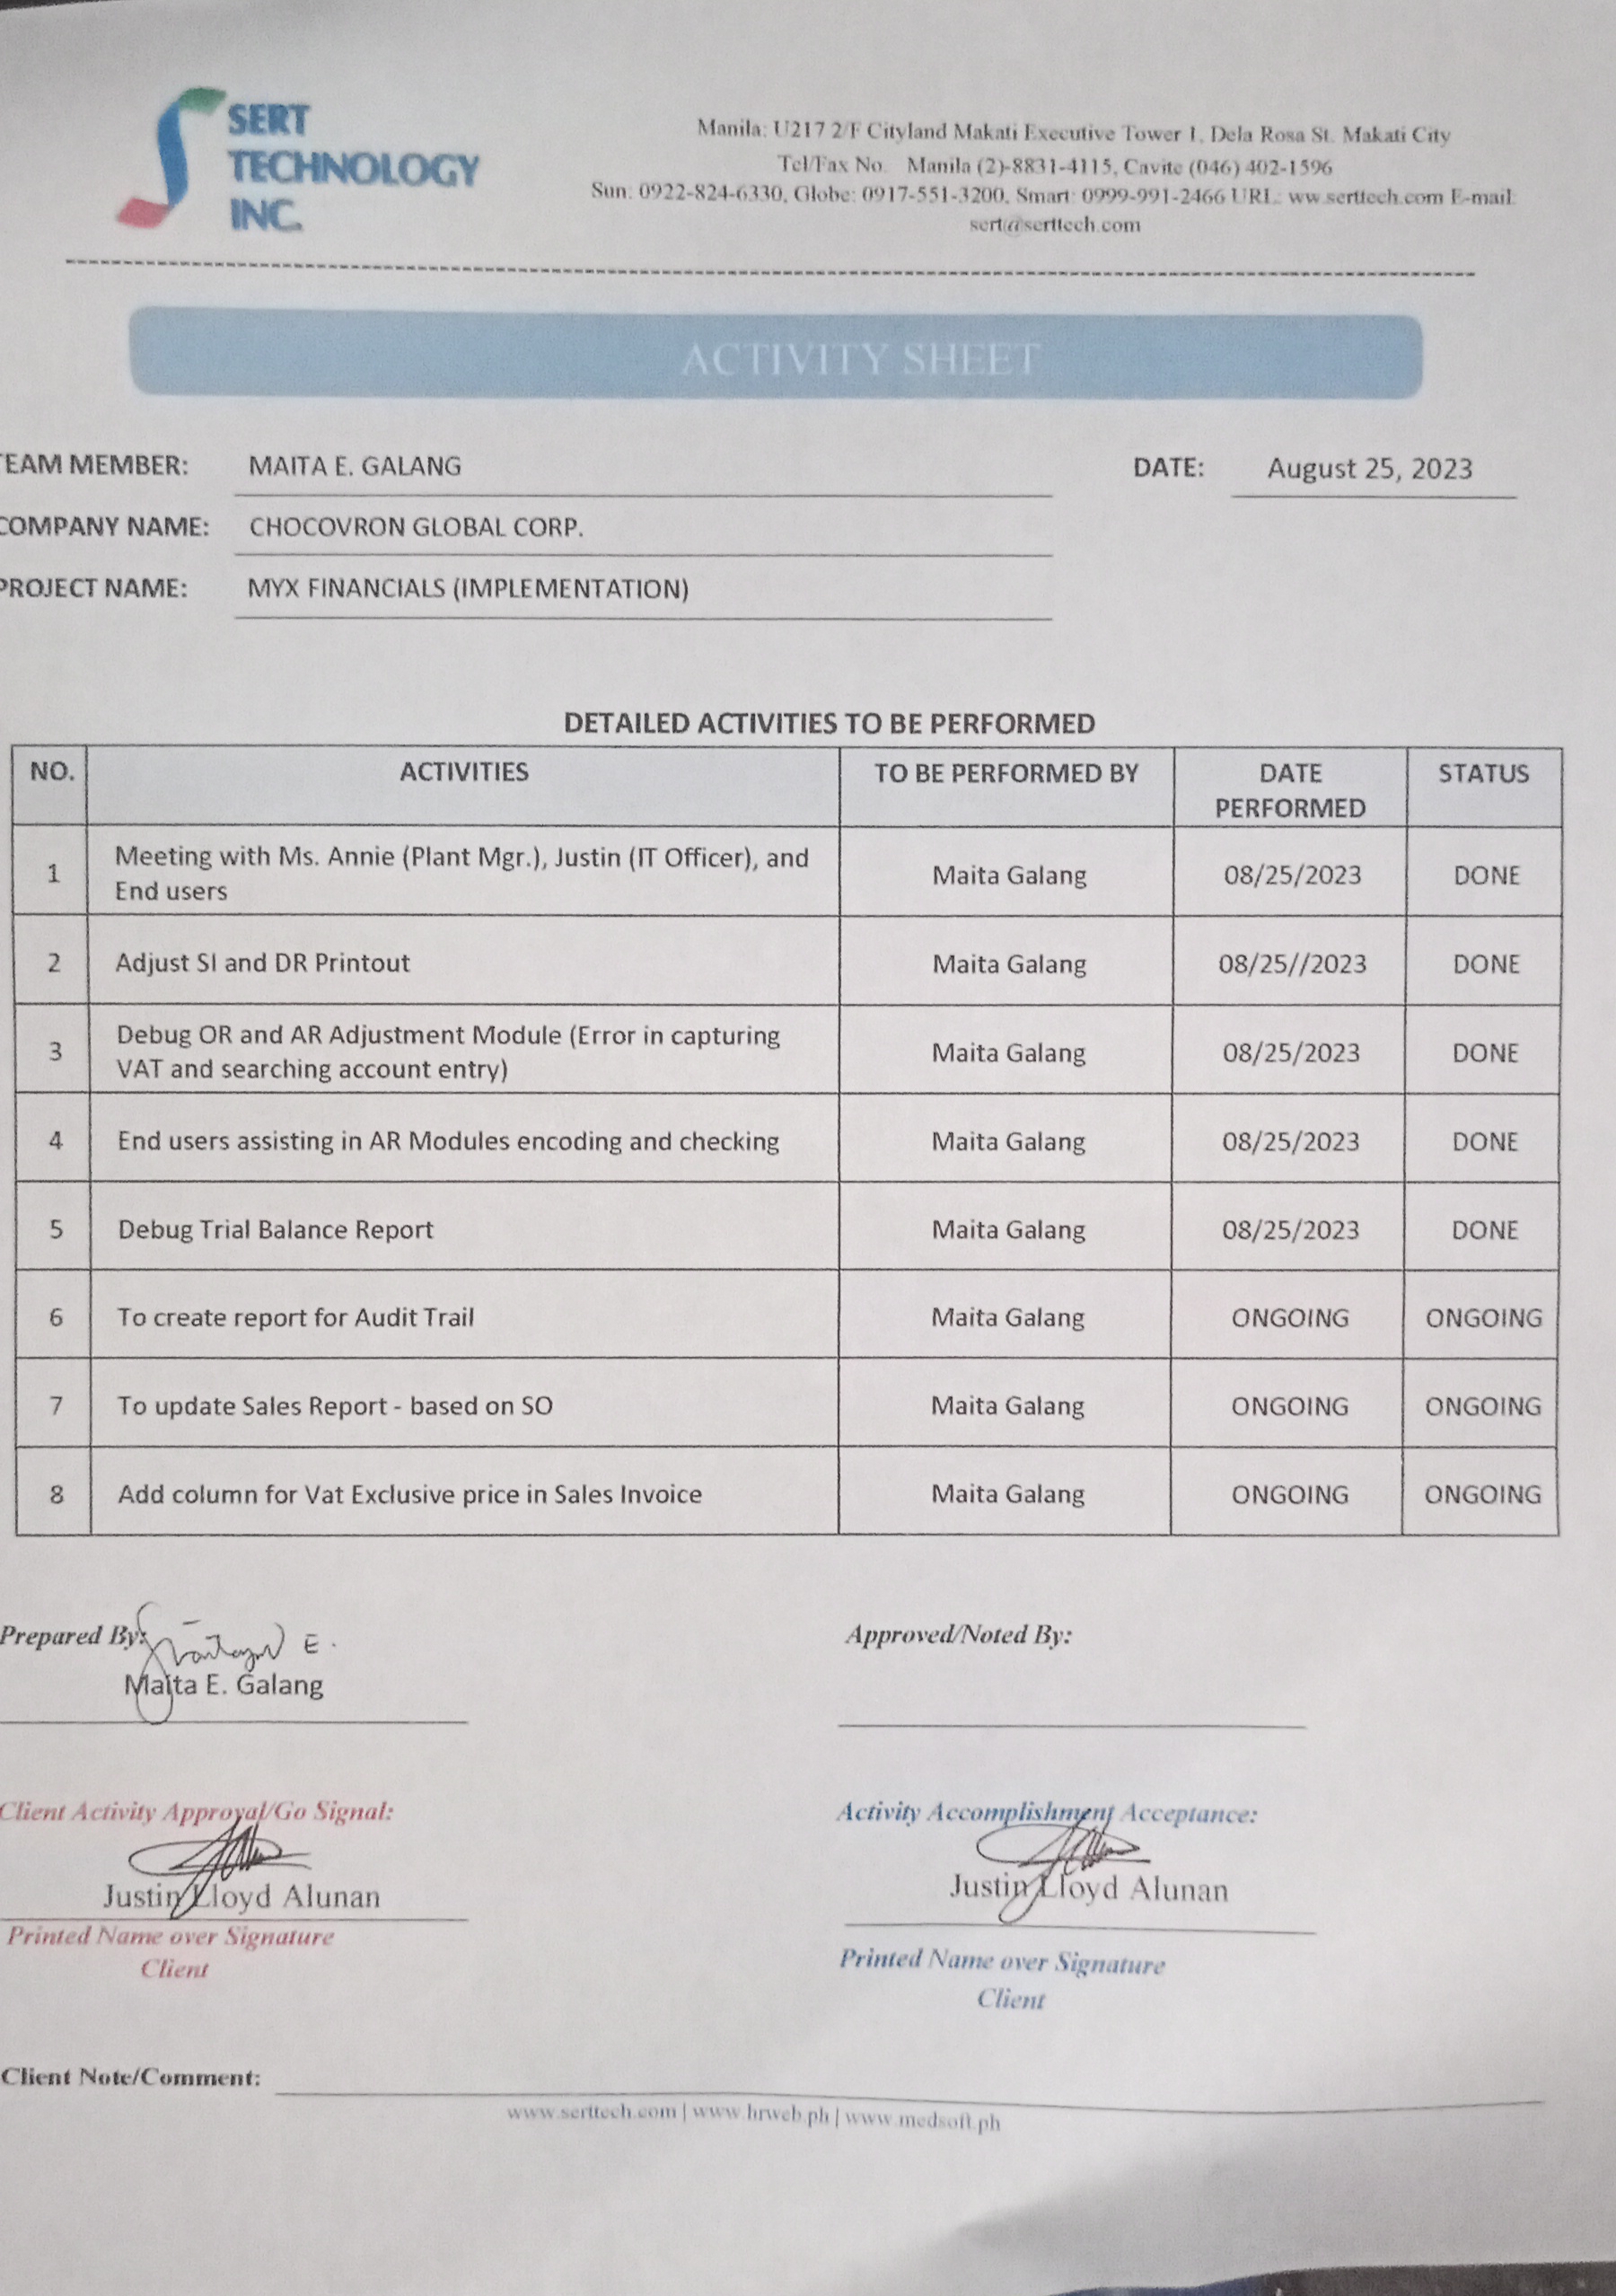 SERT
TECHNOLOGY
INC.
Manila: U217 2/F Cityland Makati Executive Tower 1, Dela Rosa St. Makati City
Tel/Fax No. Manila (2)-8831-4115, Cavite (046) 402-1596
Sun: 0922-824-6330, Globe: 0917-551-3200, Smart: 0999-991-2466 URL: ww.serttech.com E-mail:
sert@serttech.com
ACTIVITY SHEET
TEAM MEMBER: MAITA E. GALANG DATE: August 25, 2023
COMPANY NAME: CHOCOVRON GLOBAL CORP.
PROJECT NAME: MYX FINANCIALS (IMPLEMENTATION)
DETAILED ACTIVITIES TO BE PERFORMED
NO. ACTIVITIES TO BE PERFORMED BY DATE STATUS
PERFORMED
1 Meeting with Ms. Annie (Plant Mgr.), Justin (IT Officer), and Maita Galang 08/25/2023 DONE
End users
2 Adjust SI and DR Printout Maita Galang 08/25//2023 DONE
3 Debug OR and AR Adjustment Module (Error in capturing Maita Galang 08/25/2023 DONE
VAT and searching account entry)
4 End users assisting in AR Modules encoding and checking Maita Galang 08/25/2023 DONE
5 Debug Trial Balance Report Maita Galang 08/25/2023 DONE
6 To create report for Audit Trail Maita Galang ONGOING ONGOING
7 To update Sales Report - based on SO Maita Galang ONGOING ONGOING
8 Add column for Vat Exclusive price in Sales Invoice Maita Galang ONGOING ONGOING
Prepared By: Approved/Noted By:
Maita E. Galang
Client Activity Approval/Go Signal: Activity Accomplishment Acceptance:
Justin Lloyd Alunan Justin Lloyd Alunan
Printed Name over Signature Printed Name over Signature
Client Client
Client Note/Comment:
www.serttech.com | www.hrweb.ph | www.medsoft.ph